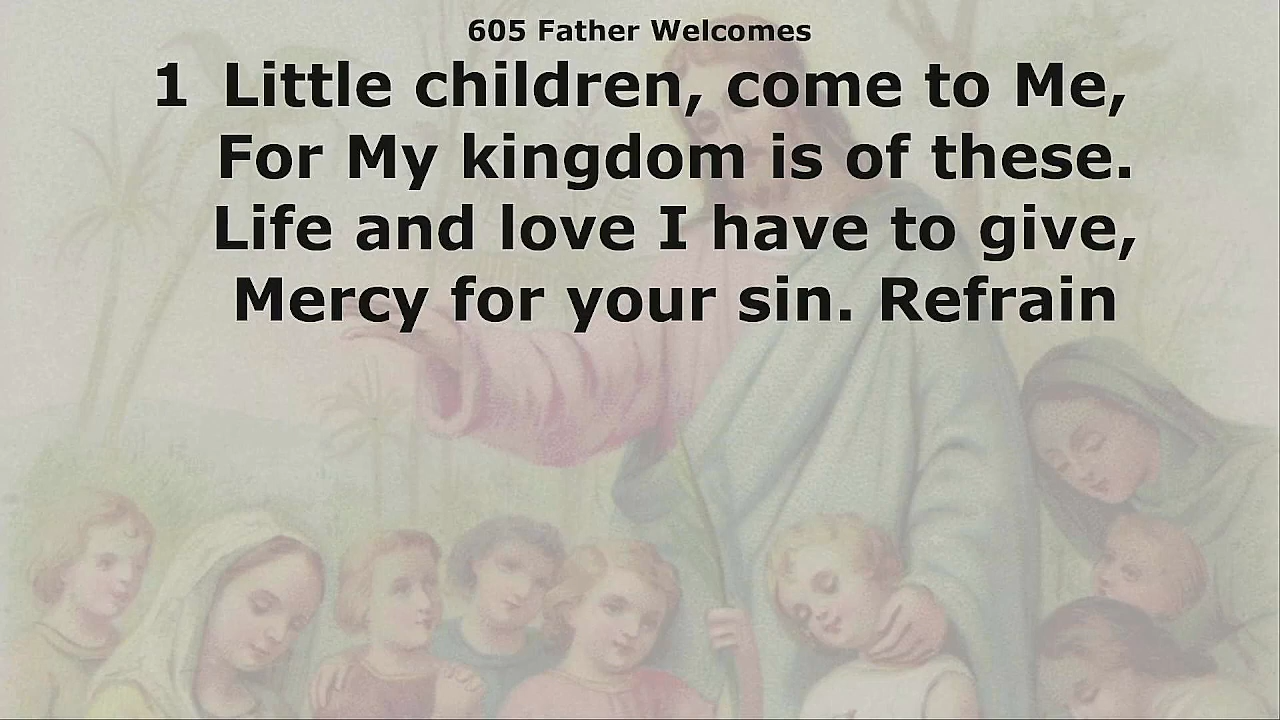 605 Father Welcomes
1 Little children, come to Me,
For My kingdom is of these.
Life and love I have to give,
Mercy for your sin. Refrain